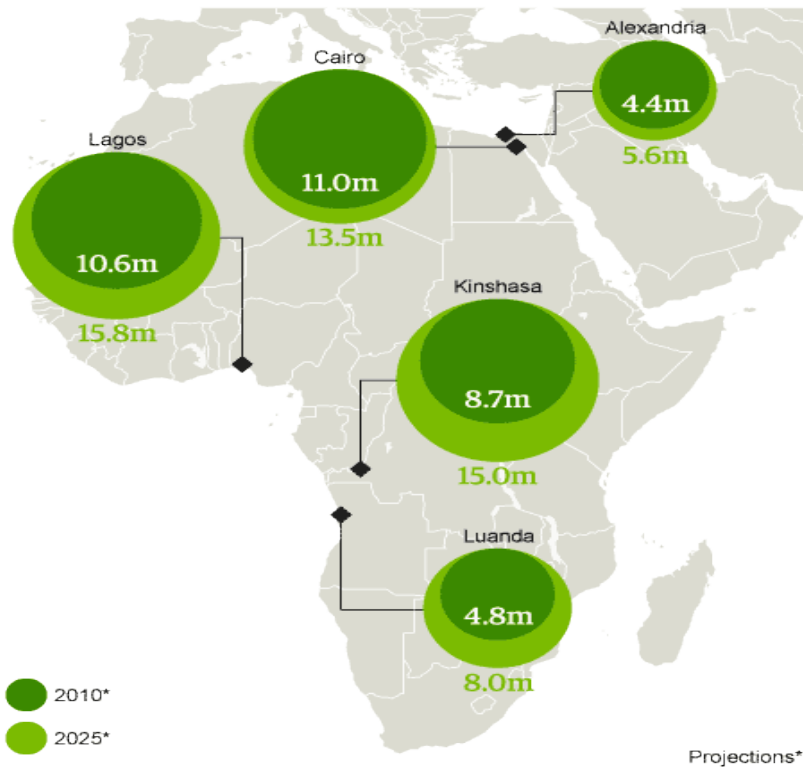 Alexandria
4.4m
5.6m
Cairo
11.0m
13.5m
Lagos
10.6m
15.8m
Kinshasa
8.7m
15.0m
Luanda
4.8m
8.0m
2010*
2025*
Projections*